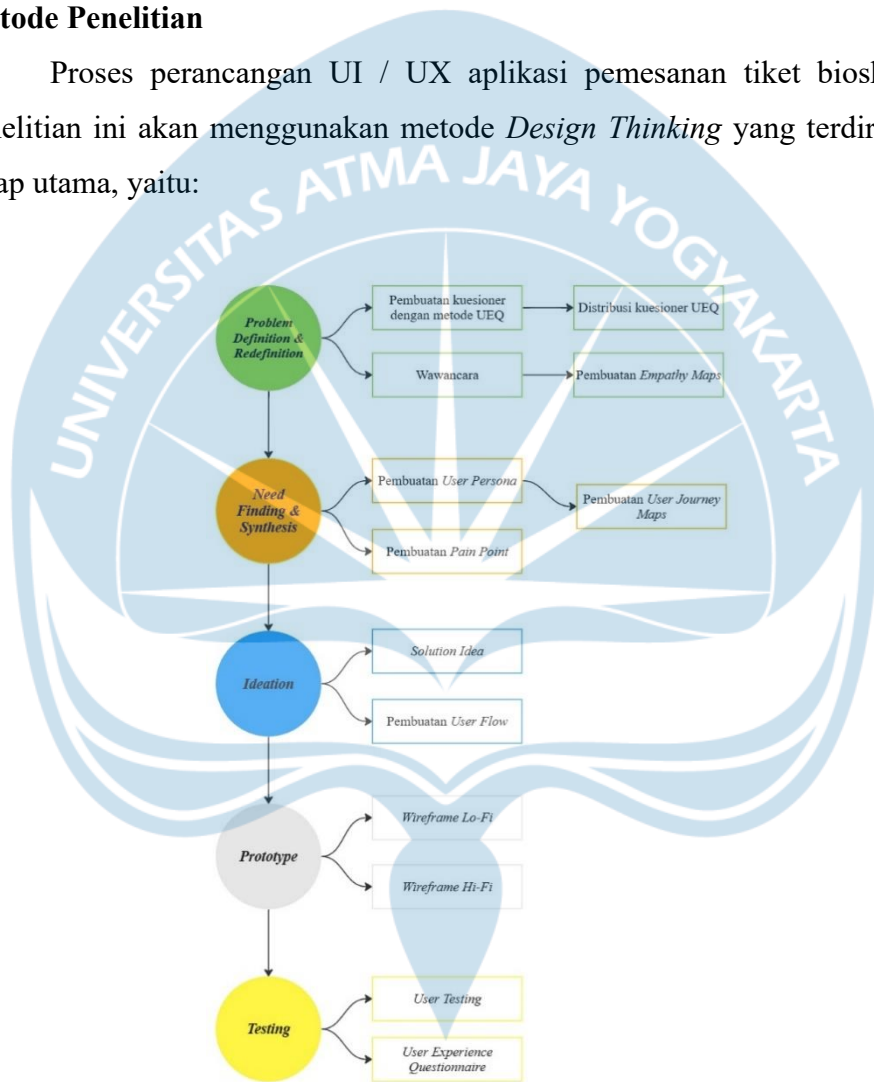 tode Penelitian
Proses perancangan UI / UX aplikasi pemesanan tiket bios
nelitian ini akan menggunakan metode Design Thinking yang terdir
ap utama, yaitu:
UNIVERSITAS ATMA JAYA YOGYAKARTA
Problem
Definition &
Redefinition
Pembuatan kuesioner
dengan metode UEQ
Distribusi kuesioner UEQ
Wawancara
Pembuatan Empathy Maps
Need
Finding &
Synthesis
Pembuatan User Persona
Pembuatan User Journey
Maps
Pembuatan Pain Point
Ideation
Solution Idea
Pembuatan User Flow
Prototype
Wireframe Lo-Fi
Wireframe Hi-Fi
Testing
User Testing
User Experience
Questionnaire